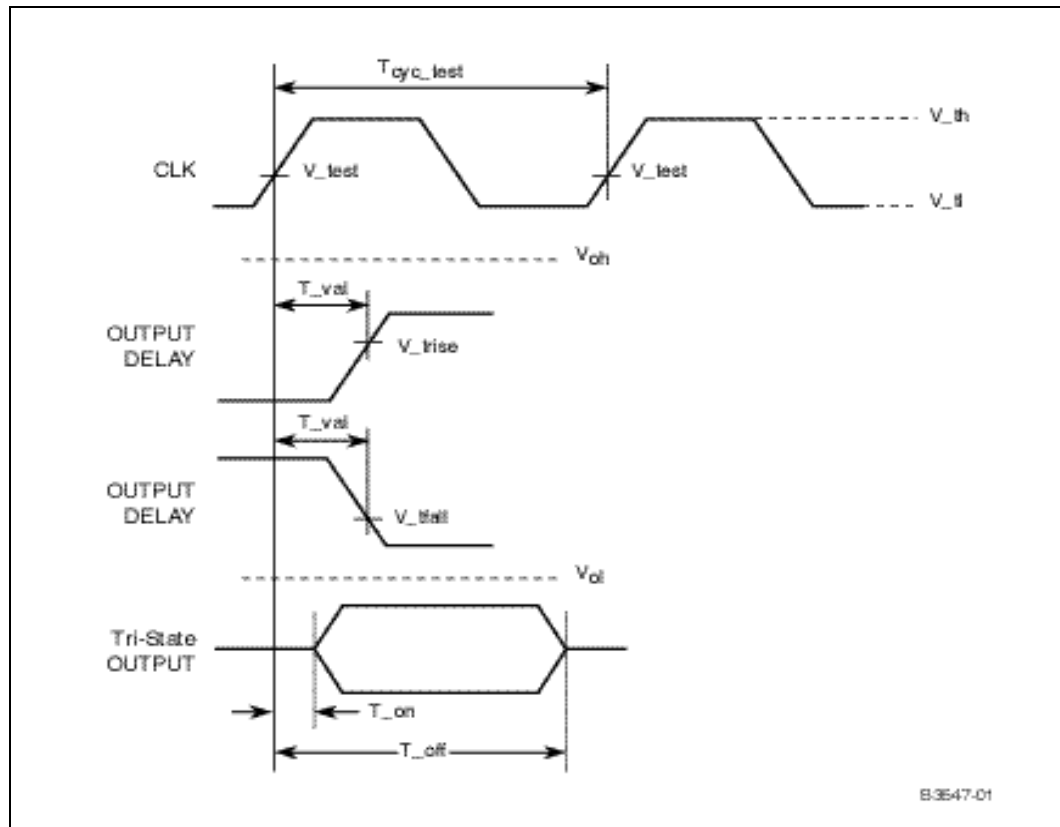 T_cyc_test
V_th
CLK
V_test
V_test
V_tl
V_oh
T_val
OUTPUT
DELAY
V_trise
T_val
OUTPUT
DELAY
V_tfall
V_ol
Tri-State
OUTPUT
T_on
T_off
B3547-01